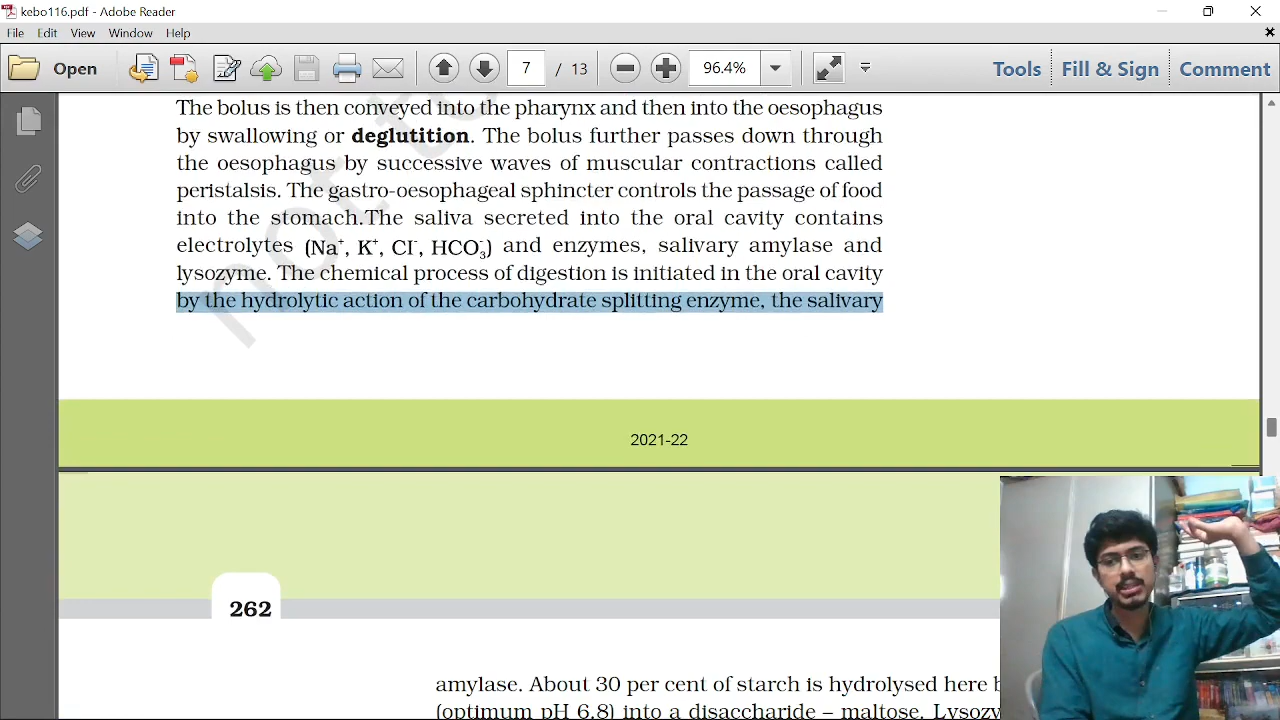 kebo116.pdf - Adobe Reader
File Edit View Window Help
Open 7 / 13 96.4% Tools Fill & Sign Comment
The bolus is then conveyed into the pharynx and then into the oesophagus
by swallowing or deglutition. The bolus further passes down through
the oesophagus by successive waves of muscular contractions called
peristalsis. The gastro-oesophageal sphincter controls the passage of food
into the stomach.The saliva secreted into the oral cavity contains
electrolytes (Na⁺, K⁺, Cl⁻, HCO₃⁻) and enzymes, salivary amylase and
lysozyme. The chemical process of digestion is initiated in the oral cavity
by the hydrolytic action of the carbohydrate splitting enzyme, the salivary
not to
2021-22
262
amylase. About 30 per cent of starch is hydrolysed here
(optimum pH 6.8) into a disaccharide – maltose.